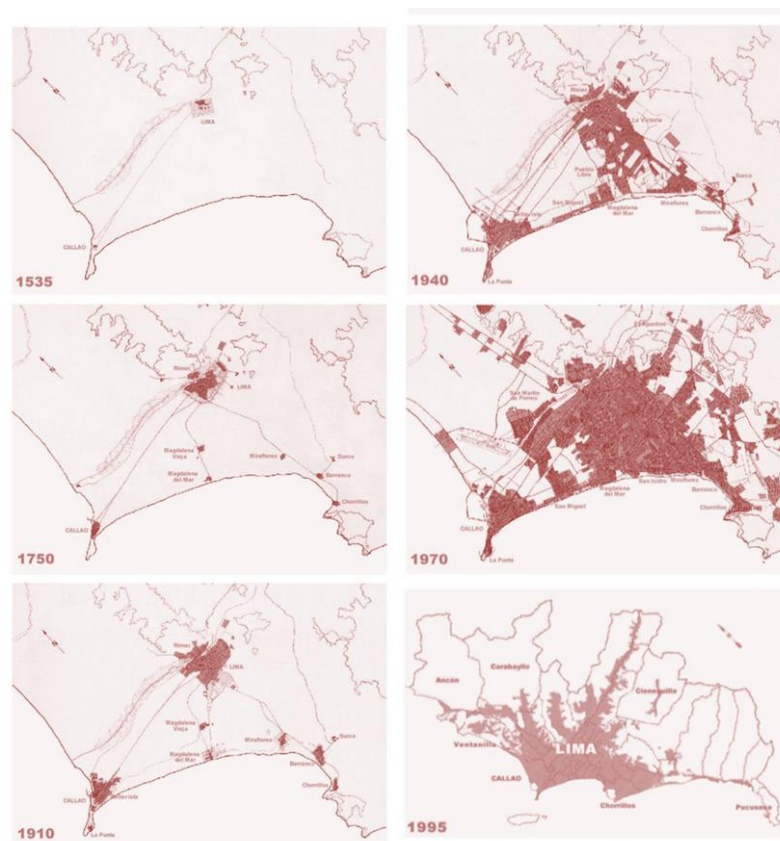 LIMA
CALLAO
1535
Rimac
LIMA
Magdalena
Vieja
Magdalena
del Mar
Miraflores
Surco
Barranco
Chorrillos
CALLAO
1750
Rimac
LIMA
Magdalena
Vieja
Magdalena
del Mar
Miraflores
Surco
Barranco
Chorrillos
CALLAO
Bellavista
La Punta
1910
Rimac
La Victoria
Pueblo
Libre
San Miguel
Magdalena
del Mar
Miraflores
Surco
Barranco
Chorrillos
Bellavista
CALLAO
La Punta
1940
El Agustino
San Martin
de Porres
San Miguel
Magdalena
del Mar
San Isidro
Miraflores
Barranco
Chorrillos
CALLAO
La Punta
1970
Ancón
Carabayllo
Cieneguilla
Ventanilla
LIMA
CALLAO
Chorrillos
Pucusana
1995